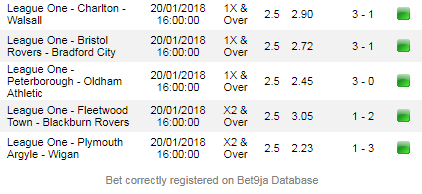 League One - Charlton - 20/01/2018 1X & 2.5 2.90 3 - 1
Walsall 16:00:00 Over
League One - Bristol 20/01/2018 1X & 2.5 2.72 3 - 1
Rovers - Bradford City 16:00:00 Over
League One -
Peterborough - Oldham 20/01/2018 1X & 2.5 2.45 3 - 0
Athletic 16:00:00 Over
League One - Fleetwood 20/01/2018 X2 & 2.5 3.05 1 - 2
Town - Blackburn Rovers 16:00:00 Over
League One - Plymouth 20/01/2018 X2 & 2.5 2.23 1 - 3
Argyle - Wigan 16:00:00 Over
Bet correctly registered on Bet9ja Database